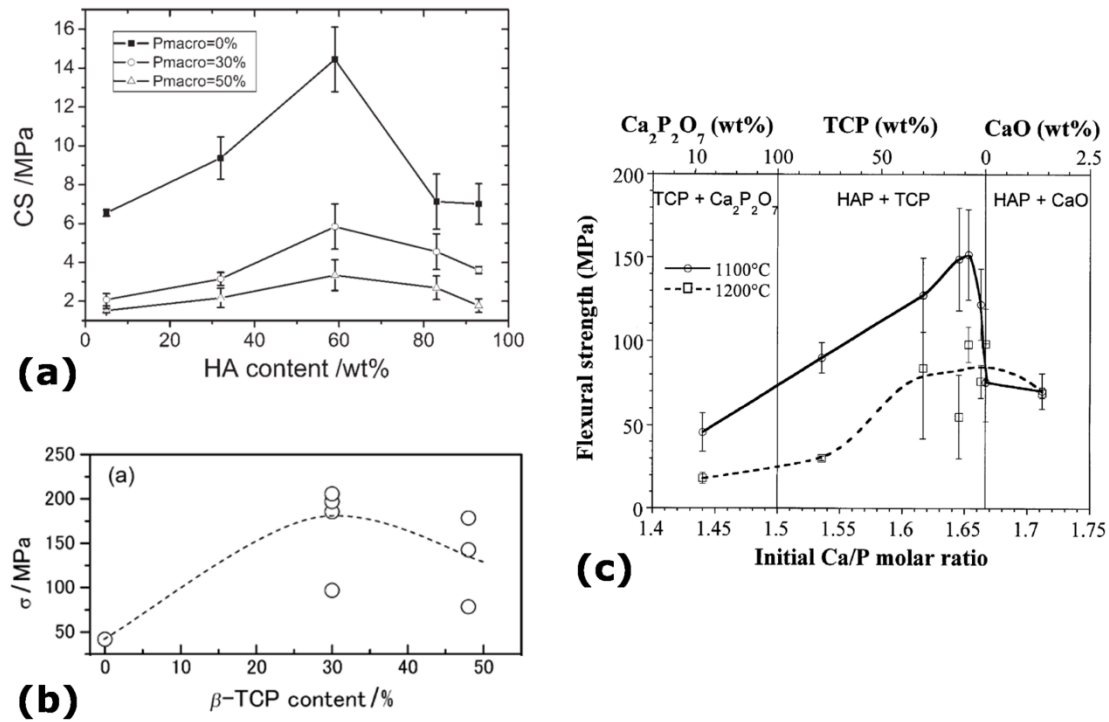 16
14
12
10
8
6
4
2
CS /MPa
Pmacro=0%
Pmacro=30%
Pmacro=50%
0 20 40 60 80 100
HA content /wt%
(a)
Ca₂P₂O₇ (wt%) TCP (wt%) CaO (wt%)
10 100 50 0 2.5
200
150
100
50
0
Flexural strength (MPa)
TCP + Ca₂P₂O₇ HAP + TCP HAP + CaO
1100°C
1200°C
1.4 1.45 1.5 1.55 1.6 1.65 1.7 1.75
Initial Ca/P molar ratio
(c)
250
200
150
100
50
σ /MPa
(a)
0 10 20 30 40 50
β-TCP content /%
(b)